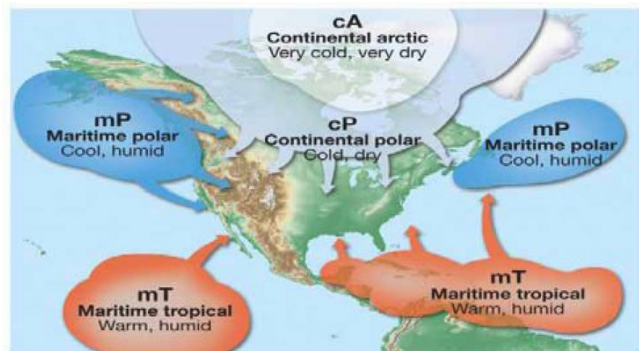 cA
Continental arctic
Very cold, very dry
mP
Maritime polar
Cool, humid
cP
Continental polar
Cold, dry
mP
Maritime polar
Cool, humid
mT
Maritime tropical
Warm, humid
mT
Maritime tropical
Warm, humid